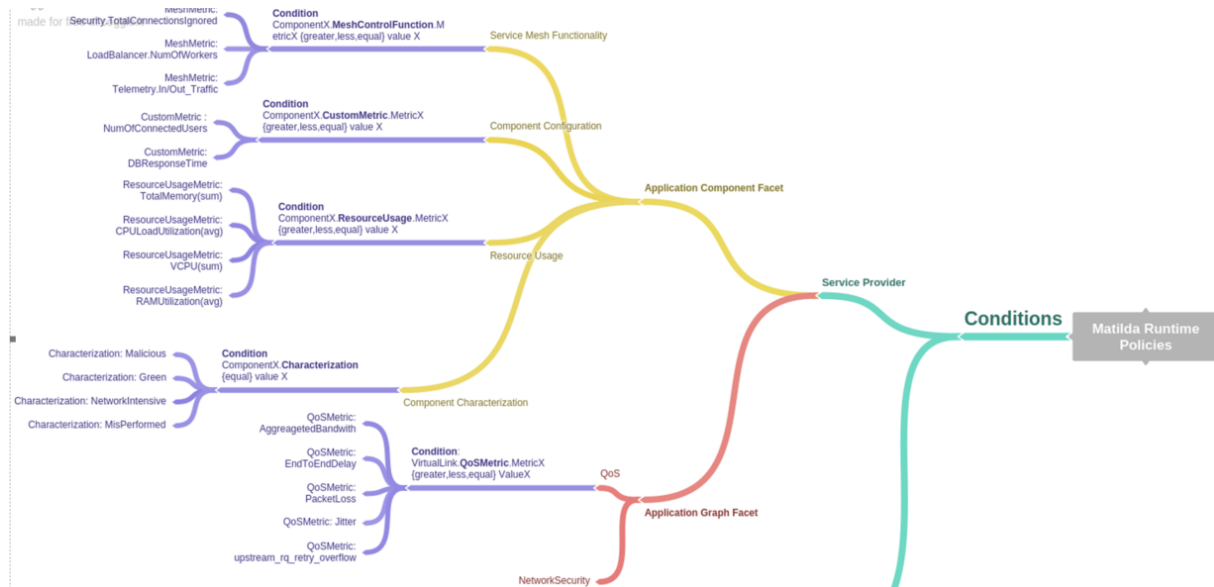 made for fr
MeshMetric:
Security.TotalConnectionsIgnored
MeshMetric:
LoadBalancer.NumOfWorkers
MeshMetric:
Telemetry.In/Out_Traffic
Condition
ComponentX.MeshControlFunction.M
etricX {greater,less,equal} value X
Service Mesh Functionality
CustomMetric :
NumOfConnectedUsers
CustomMetric:
DBResponseTime
Condition
ComponentX.CustomMetric.MetricX
{greater,less,equal} value X
Component Configuration
ResourceUsageMetric:
TotalMemory(sum)
ResourceUsageMetric:
CPULoadUtilization(avg)
ResourceUsageMetric:
VCPU(sum)
ResourceUsageMetric:
RAMUtilization(avg)
Condition
ComponentX.ResourceUsage.MetricX
{greater,less,equal} value X
Resource Usage
Application Component Facet
Characterization: Malicious
Characterization: Green
Characterization: NetworkIntensive
Characterization: MisPerformed
Condition
ComponentX.Characterization
{equal} value X
Component Characterization
QoSMetric:
AggreagetedBandwith
QoSMetric:
EndToEndDelay
QoSMetric:
PacketLoss
QoSMetric: Jitter
QoSMetric:
upstream_rq_retry_overflow
Condition:
VirtualLink.QoSMetric.MetricX
{greater,less,equal} ValueX
QoS
Application Graph Facet
NetworkSecurity
Service Provider
Conditions
Matilda Runtime
Policies